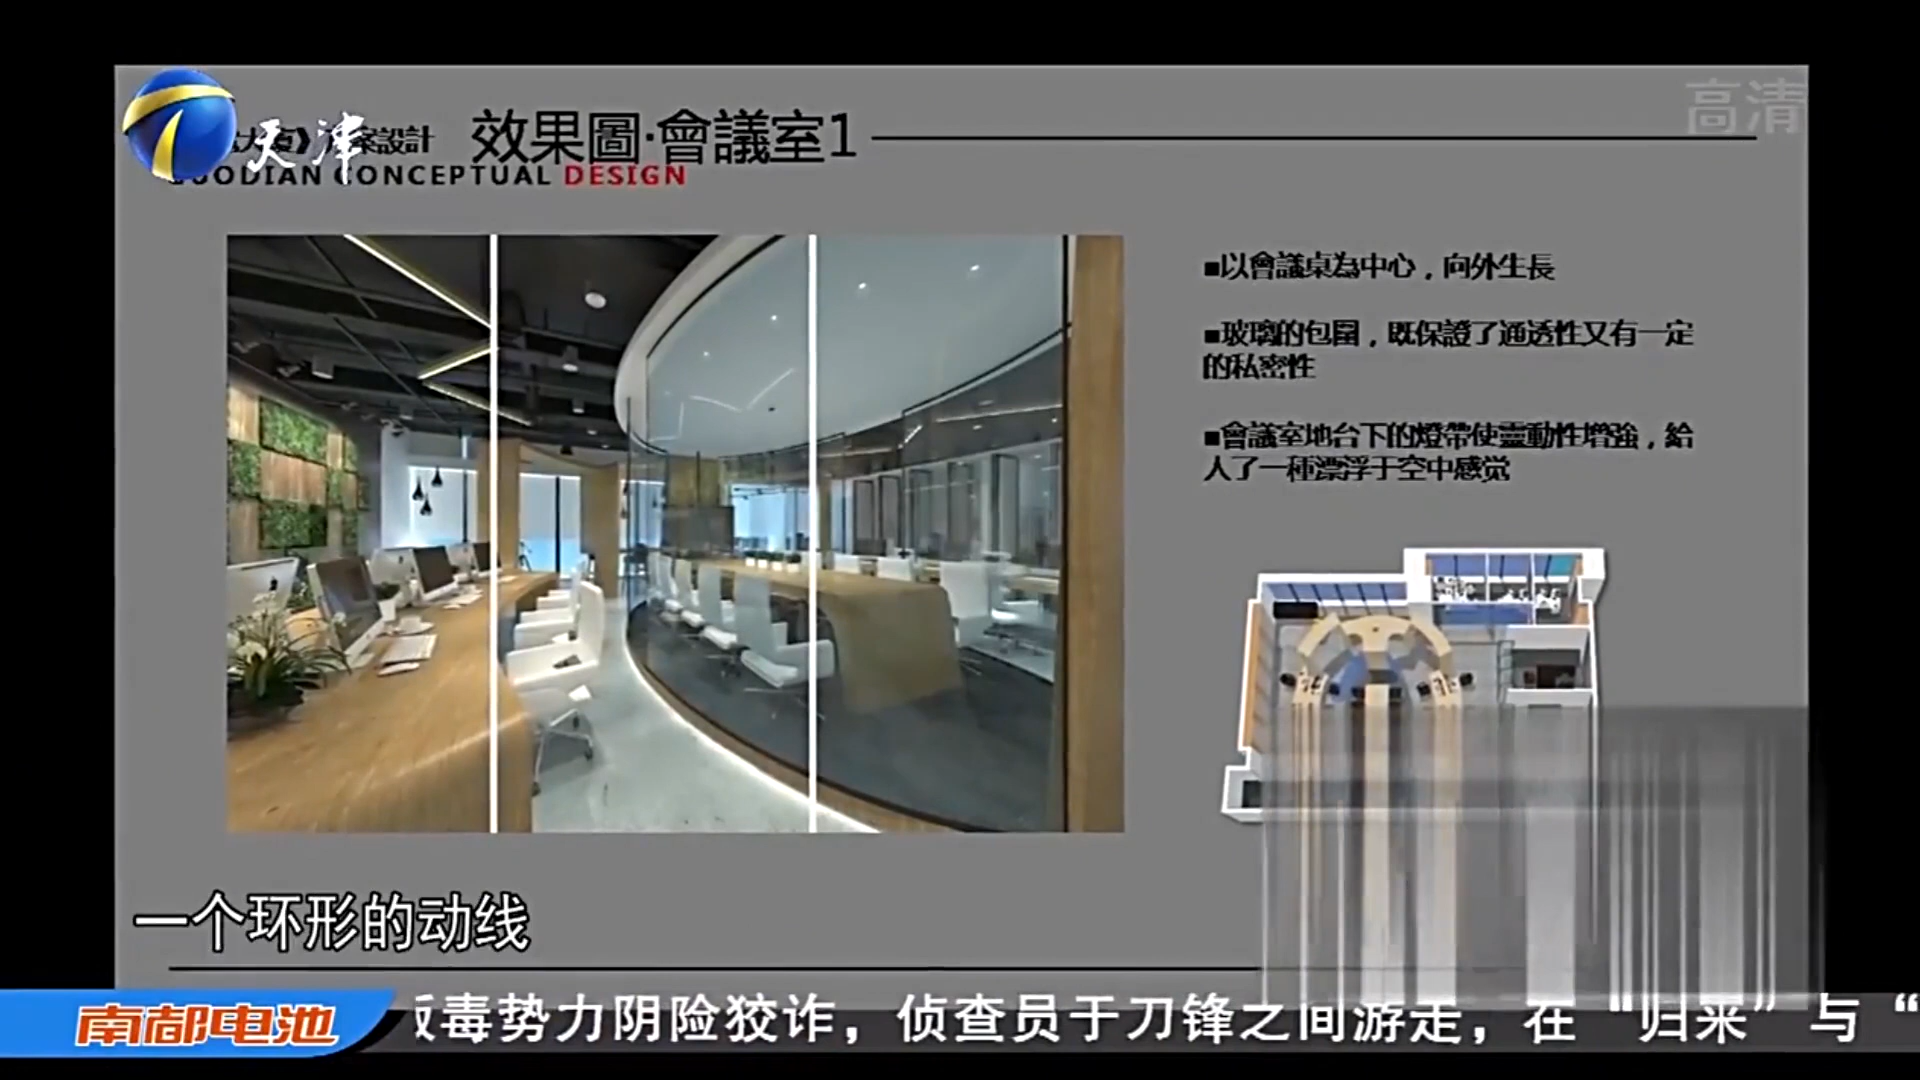 天津
高清
效果圖·會議室1
案設計
CONCEPTUAL DESIGN
■以會議桌為中心，向外生長
■玻璃的包圍，既保證了通透性又有一定
的私密性
■會議室地台下的燈帶使靈動性增強，給
人了一種漂浮于空中感觉
一个环形的动线
南部电池
毒势力阴险狡诈，侦查员于刀锋之间游走，在“归来”与“